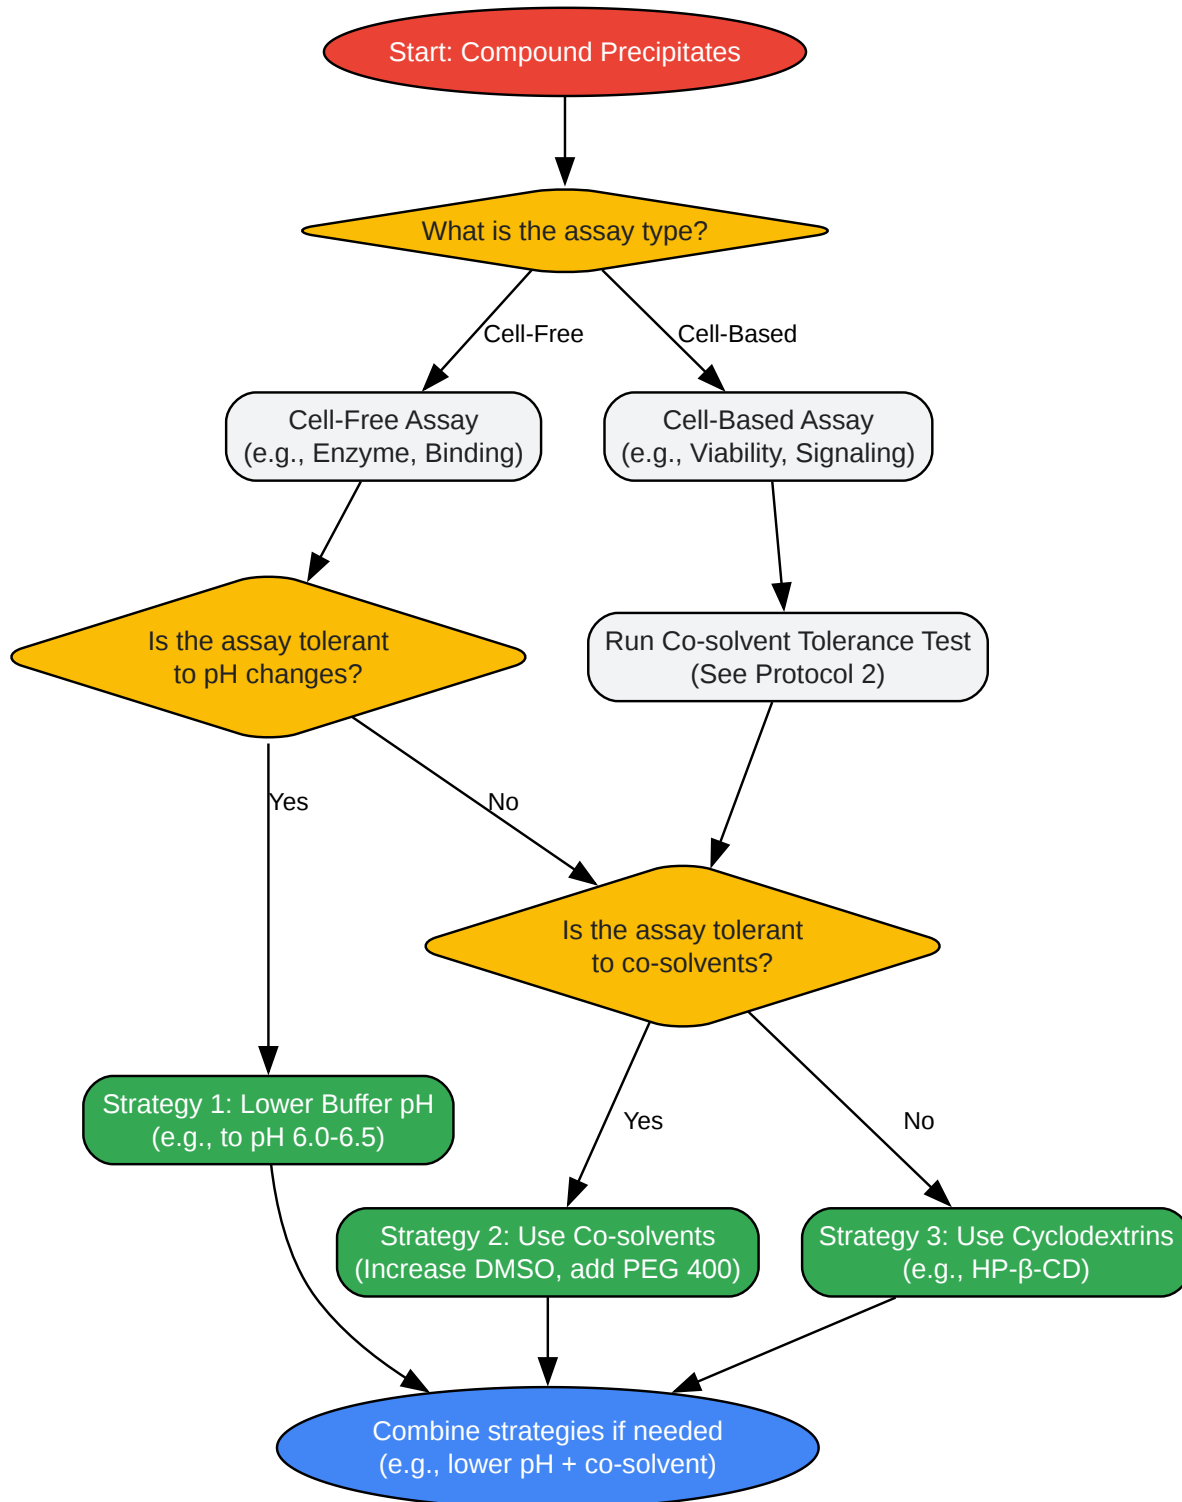 Start: Compound Precipitates
What is the assay type?
Cell-Free
Cell-Based
Cell-Free Assay
(e.g., Enzyme, Binding)
Cell-Based Assay
(e.g., Viability, Signaling)
Is the assay tolerant
to pH changes?
Run Co-solvent Tolerance Test
(See Protocol 2)
Yes
No
Is the assay tolerant
to co-solvents?
Yes
No
Strategy 1: Lower Buffer pH
(e.g., to pH 6.0-6.5)
Strategy 2: Use Co-solvents
(Increase DMSO, add PEG 400)
Strategy 3: Use Cyclodextrins
(e.g., HP-β-CD)
Combine strategies if needed
(e.g., lower pH + co-solvent)